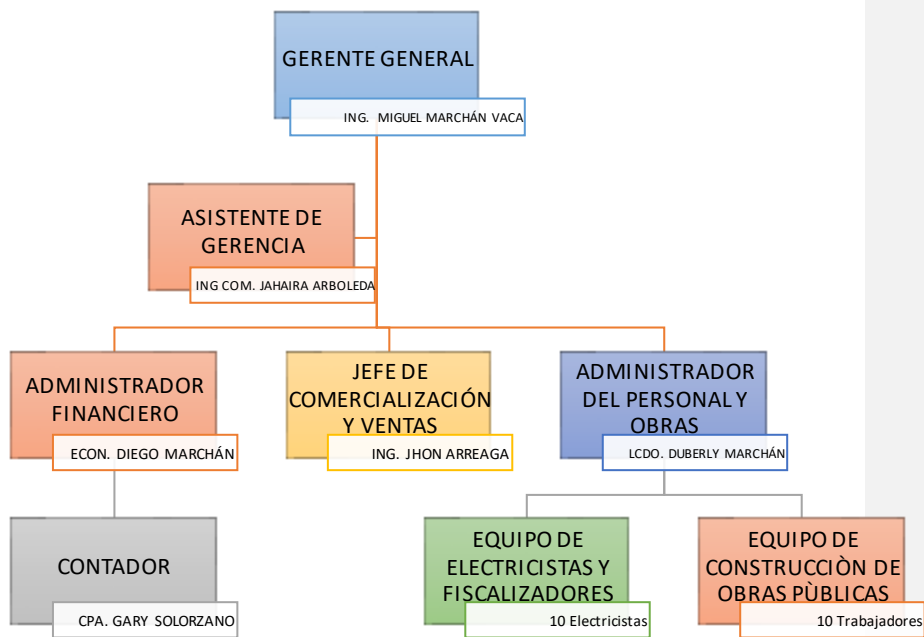 GERENTE GENERAL
ING. MIGUEL MARCHÁN VACA
ASISTENTE DE
GERENCIA
ING COM. JAHAIRA ARBOLEDA
ADMINISTRADOR
FINANCIERO
ECON. DIEGO MARCHÁN
JEFE DE
COMERCIALIZACIÓN
Y VENTAS
ING. JHON ARREAGA
ADMINISTRADOR
DEL PERSONAL Y
OBRAS
LCDO. DUBERLY MARCHÁN
CONTADOR
CPA. GARY SOLORZANO
EQUIPO DE
ELECTRICISTAS Y
FISCALIZADORES
10 Electricistas
EQUIPO DE
CONSTRUCCIÒN DE
OBRAS PÙBLICAS
10 Trabajadores